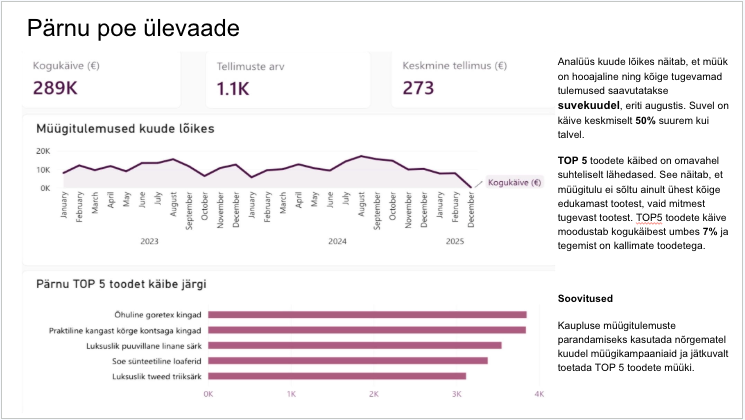 Pärnu poe ülevaade
Kogukäive (€)
289K
Tellimuste arv
1.1K
Keskmine tellimus (€)
273
Müügitulemused kuude lõikes
20K
10K
0K
Kogukäive (€)
January
February
March
April
May
June
July
August
September
October
November
December
January
February
March
April
May
June
July
August
September
October
November
December
January
February
December
2023
2024
2025
Pärnu TOP 5 toodet käibe järgi
Õhuline goretex kingad
Praktiline kangast kõrge kontsaga kingad
Luksuslik puuvillane linane särk
Soe sünteetiline loaferid
Luksuslik tweed triiksärk
0K
1K
2K
3K
4K
Analüüs kuude lõikes näitab, et müük
on hooajaline ning kõige tugevamad
tulemused saavutatakse
suvekuudel, eriti augustis. Suvel on
käive keskmiselt 50% suurem kui
talvel.
TOP 5 toodete käibed on omavahel
suhteliselt lähedased. See näitab, et
müügitulu ei sõltu ainult ühest kõige
edukamast tootest, vaid mitmest
tugevast tootest. TOP5 toodete käive
moodustab kogukäibest umbes 7% ja
tegemist on kallimate toodetega.
Soovitused
Kaupluse müügitulemuste
parandamiseks kasutada nõrgematel
kuudel müügikampaaniaid ja jätkuvalt
toetada TOP 5 toodete müüki.